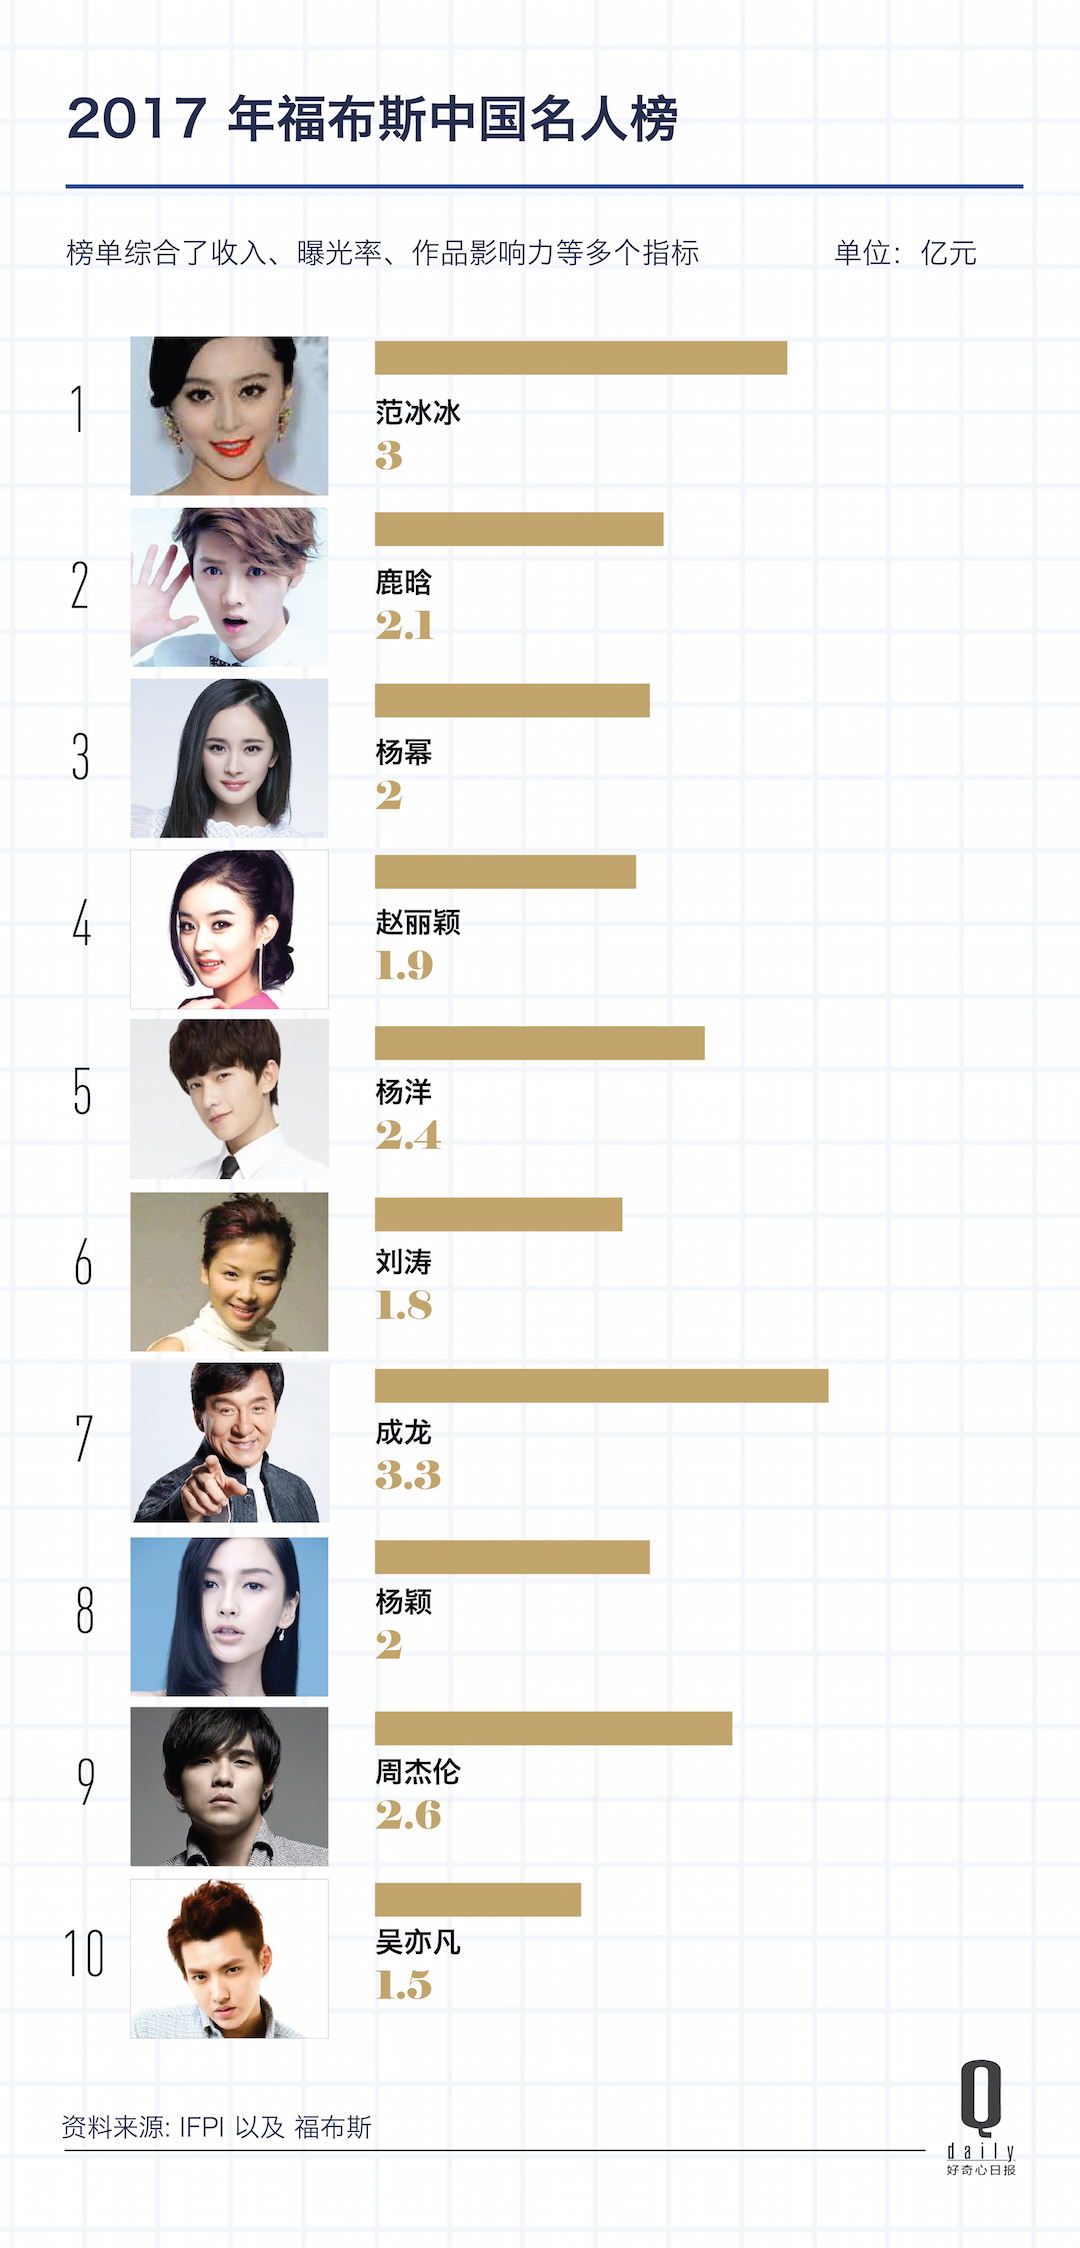 2017 年福布斯中国名人榜
榜单综合了收入、曝光率、作品影响力等多个指标 单位：亿元
1
范冰冰
3
2
鹿晗
2.1
3
杨幂
2
4
赵丽颖
1.9
5
杨洋
2.4
6
刘涛
1.8
7
成龙
3.3
8
杨颖
2
9
周杰伦
2.6
10
吴亦凡
1.5
资料来源: IFPI 以及 福布斯
Q
daily
好奇心日报